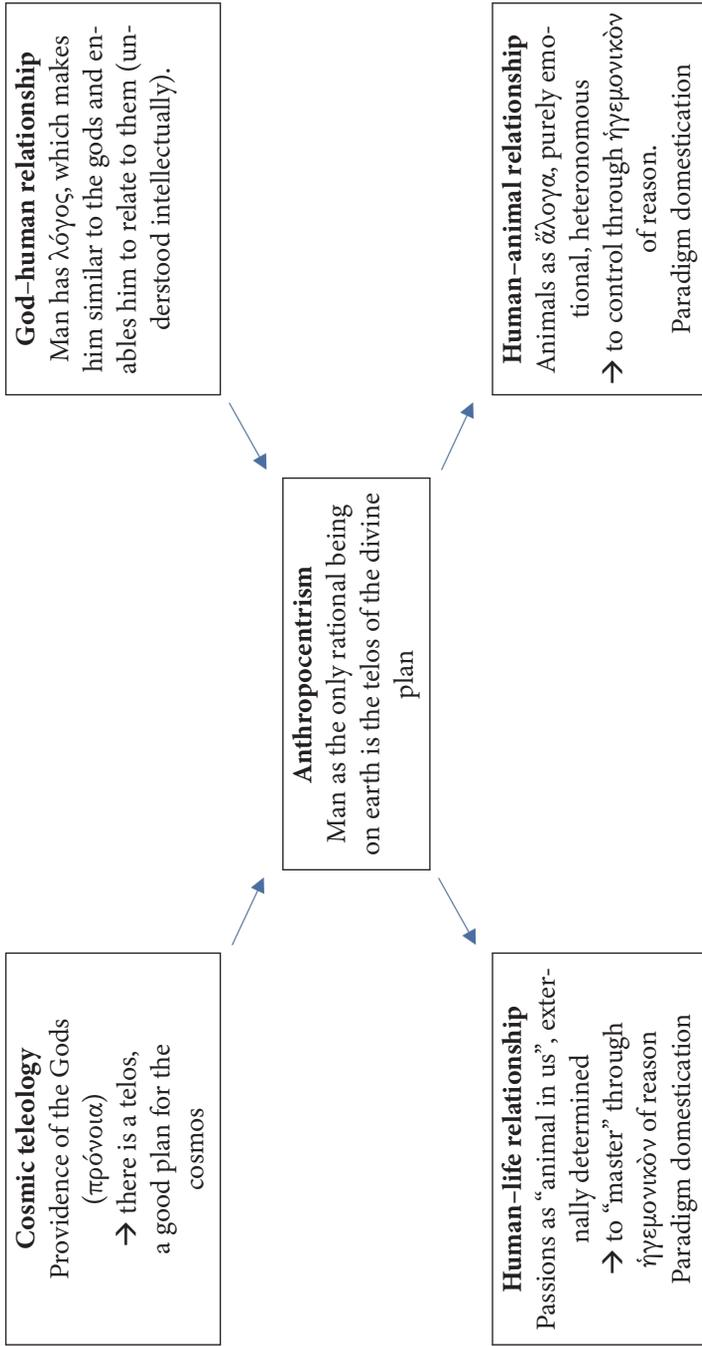 Cosmic teleology
Providence of the Gods
(πρόνοια)
→ there is a telos,
a good plan for the
cosmos
God–human relationship
Man has λόγος, which makes
him similar to the gods and en-
ables him to relate to them (un-
derstood intellectually).
Anthropocentrism
Man as the only rational being
on earth is the telos of the divine
plan
Human–life relationship
Passions as “animal in us”, exter-
nally determined
→ to “master” through
ἡγεμονικὸν of reason
Paradigm domestication
Human–animal relationship
Animals as ἄλογα, purely emo-
tional, heteronomous
→ to control through ἡγεμονικὸν
of reason.
Paradigm domestication